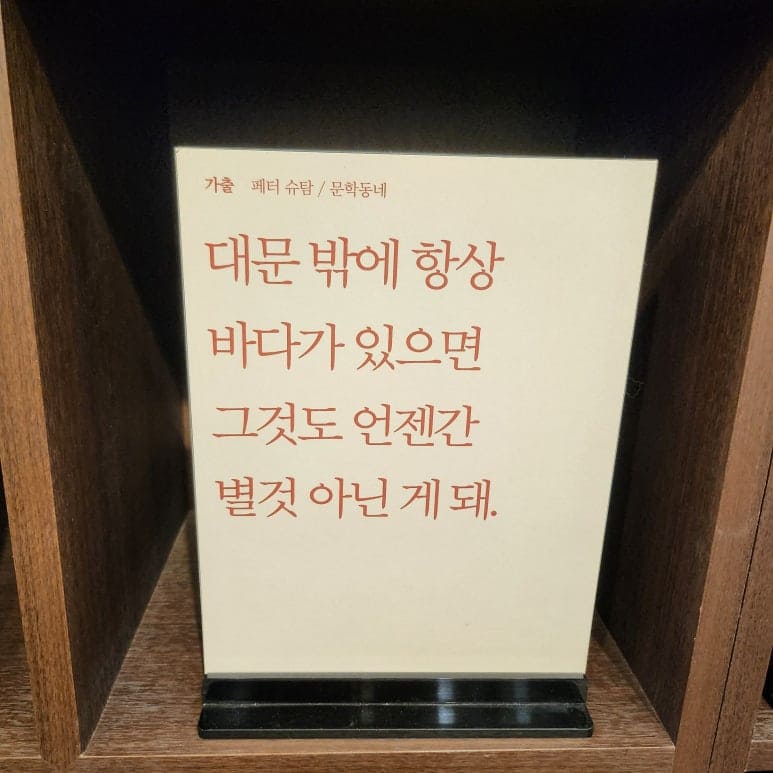 가출 페터 슈탐 / 문학동네
대문 밖에 항상
바다가 있으면
그것도 언젠간
별것 아닌 게 돼.